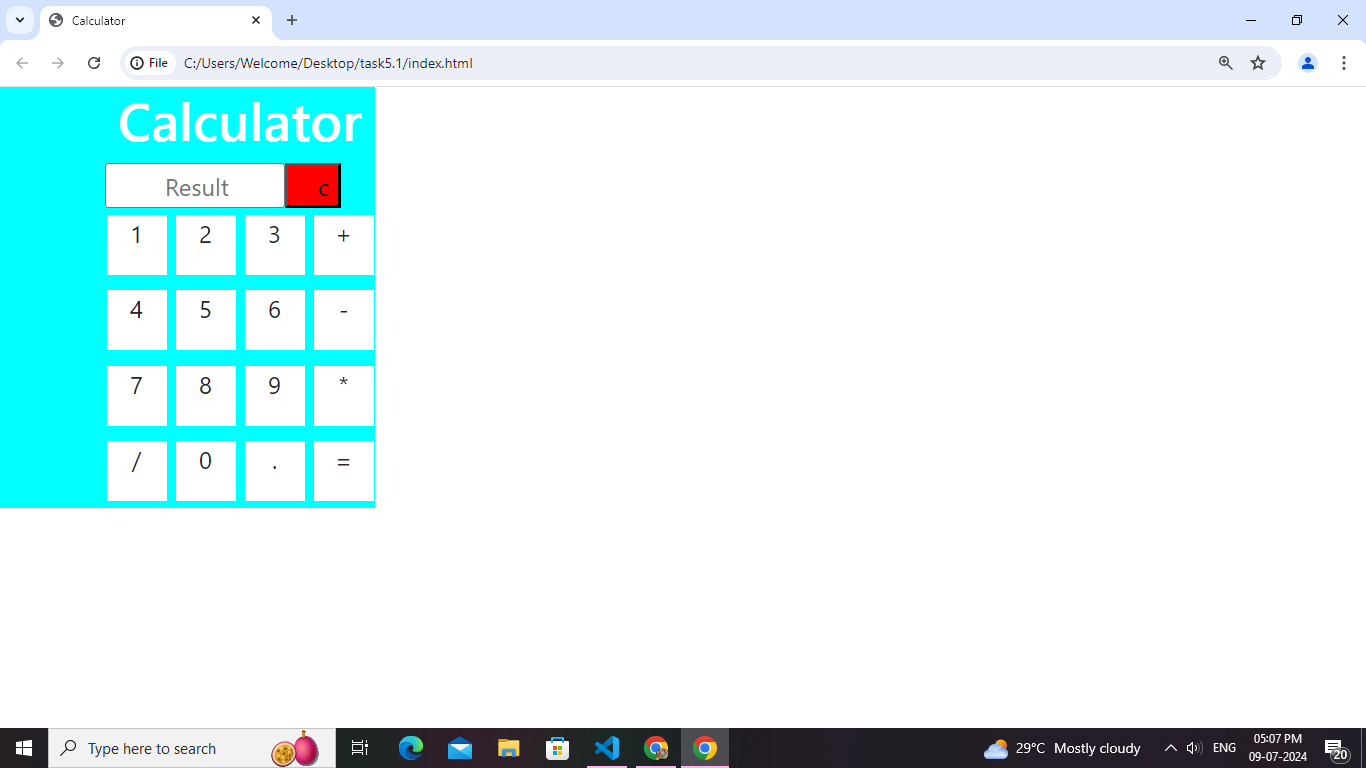 Calculator
File C:/Users/Welcome/Desktop/task5.1/index.html
Calculator
Result c
1 2 3 +
4 5 6 -
7 8 9 *
/ 0 . =
Type here to search 29°C Mostly cloudy ENG 05:07 PM
09-07-2024 20